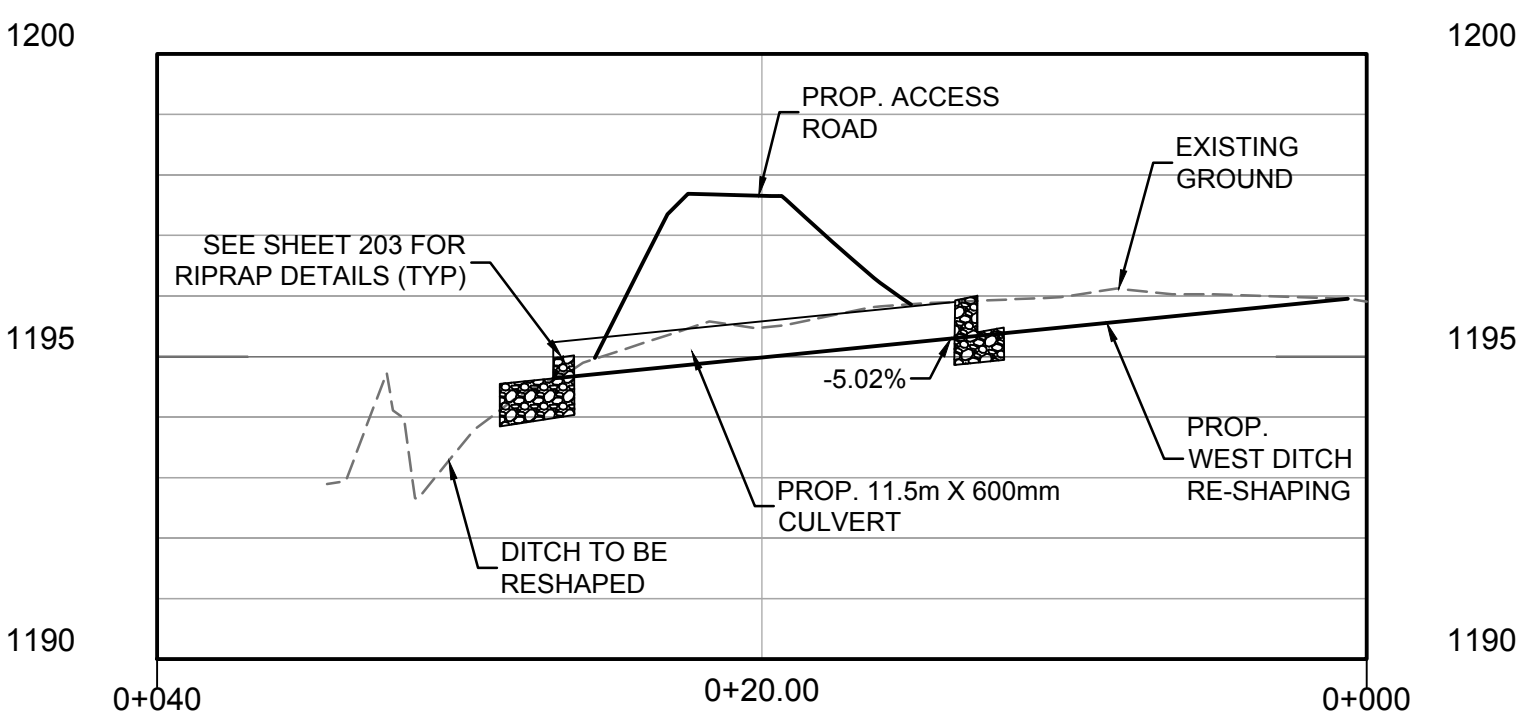 1200
1200
PROP. ACCESS
ROAD
EXISTING
GROUND
SEE SHEET 203 FOR
RIPRAP DETAILS (TYP)
1195
1195
-5.02%
PROP.
WEST DITCH
RE-SHAPING
PROP. 11.5m X 600mm
CULVERT
DITCH TO BE
RESHAPED
1190
1190
0+040
0+20.00
0+000